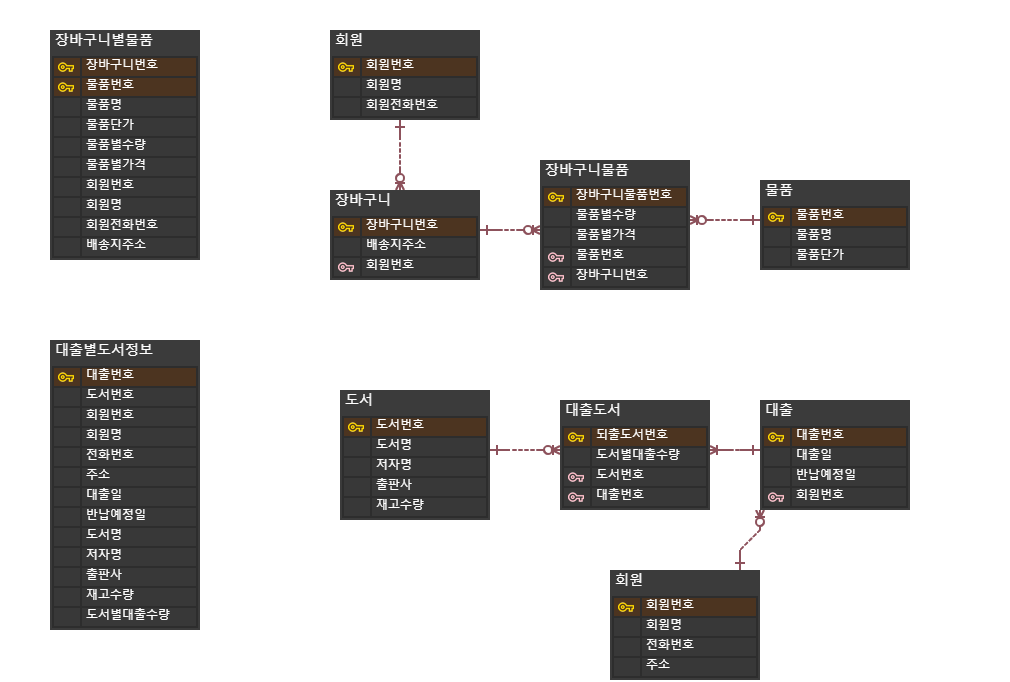 장바구니별물품
장바구니번호
물품번호
물품명
물품단가
물품별수량
물품별가격
회원번호
회원명
회원전화번호
배송지주소
회원
회원번호
회원명
회원전화번호
장바구니
장바구니번호
배송지주소
회원번호
장바구니물품
장바구니물품번호
물품별수량
물품별가격
물품번호
장바구니번호
물품
물품번호
물품명
물품단가
대출별도서정보
대출번호
도서번호
회원번호
회원명
전화번호
주소
대출일
반납예정일
도서명
저자명
출판사
재고수량
도서별대출수량
도서
도서번호
도서명
저자명
출판사
재고수량
대출도서
되출도서번호
도서별대출수량
도서번호
대출번호
대출
대출번호
대출일
반납예정일
회원번호
회원
회원번호
회원명
전화번호
주소